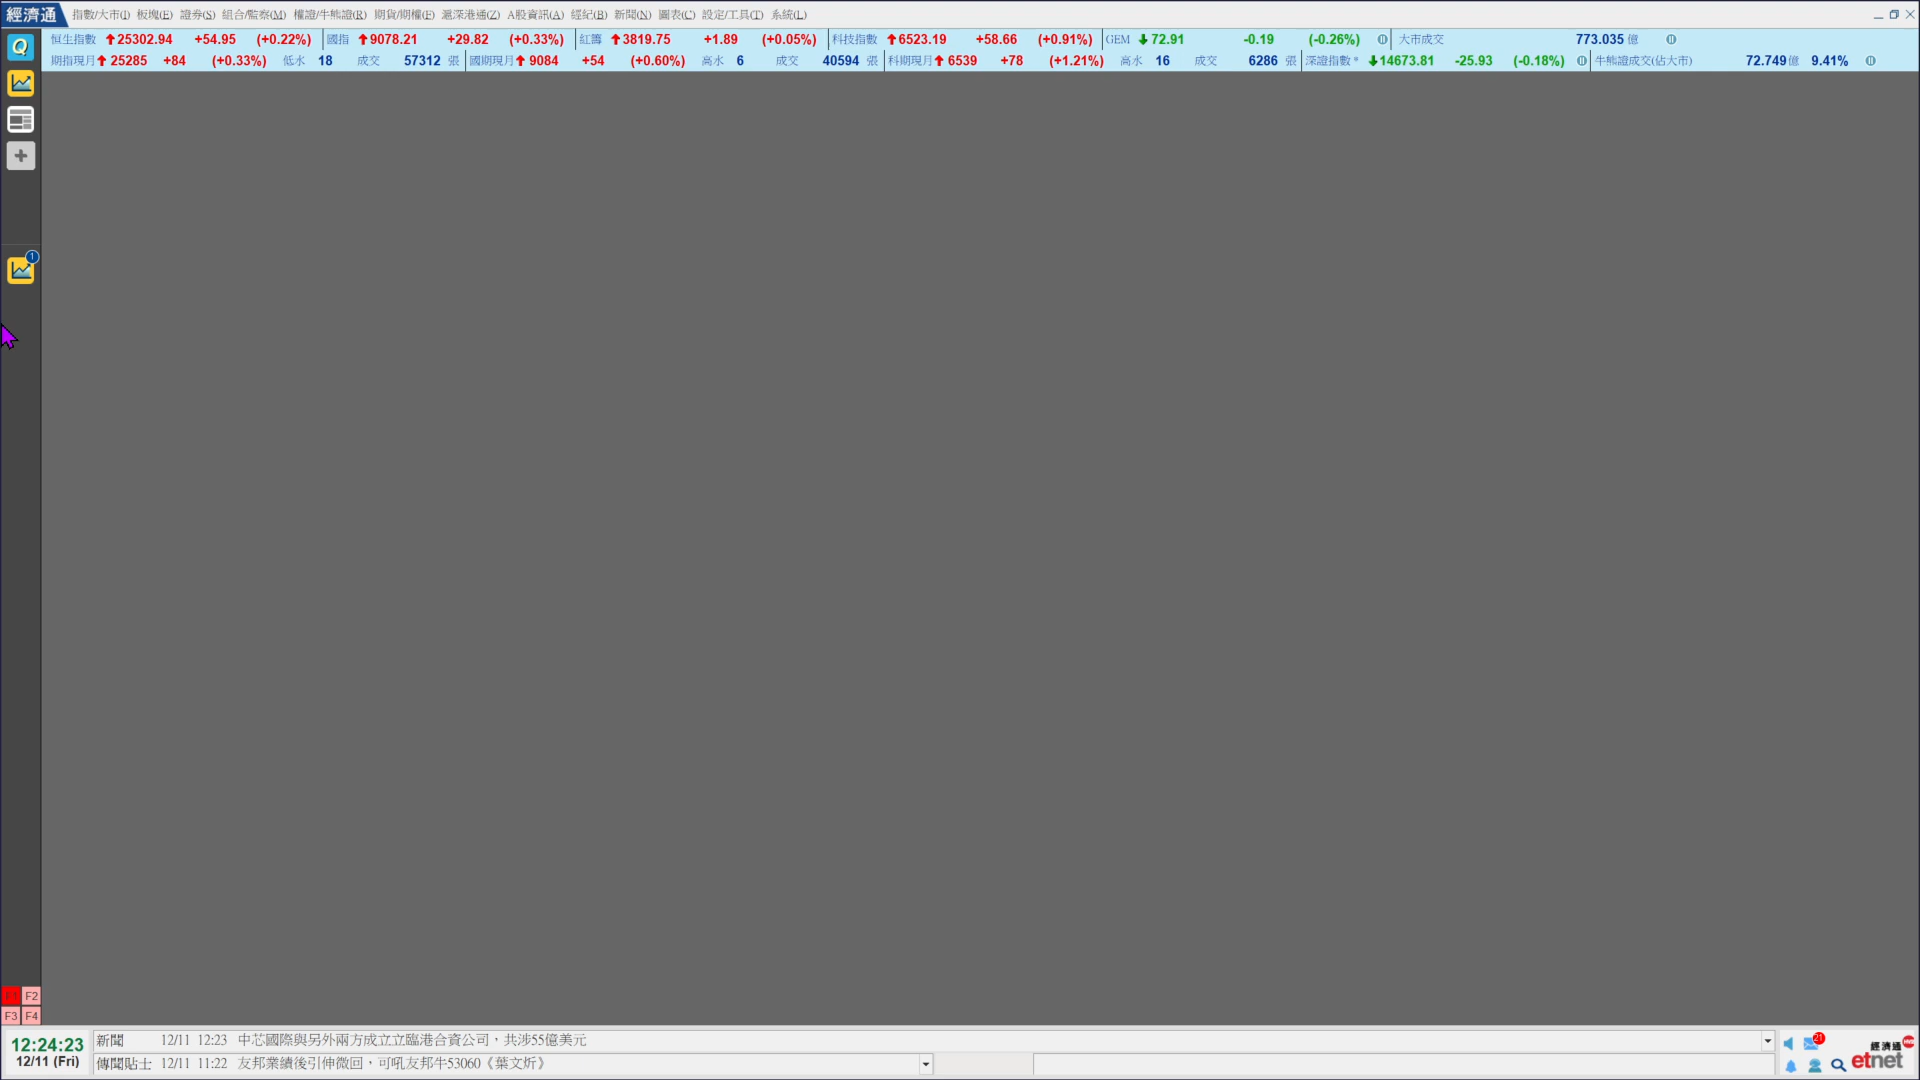 經濟通 指數/大市(I) 板塊(E) 證券(S) 組合/監察(M) 權證/牛熊證(R) 期貨/期權(F) 滬深港通(Z) A股資訊(A) 經紀(B) 新聞(N) 圖表(C) 設定/工具(T) 系統(L)
恒生指數 25302.94 +54.95 (+0.22%) 國指 9078.21 +29.82 (+0.33%) 紅籌 3819.75 +1.89 (+0.05%) 科技指數 6523.19 +58.66 (+0.91%) GEM 72.91 -0.19 (-0.26%) 大市成交 773.035 億
期指現月 25285 +84 (+0.33%) 低水 18 成交 57312 張 國期現月 9084 +54 (+0.60%) 高水 6 成交 40594 張 科期現月 6539 +78 (+1.21%) 高水 16 成交 6286 張 深證指數* 14673.81 -25.93 (-0.18%) 牛熊證成交(佔大市) 72.749億 9.41%
Q
1
F1 F2
F3 F4
12:24:23
12/11 (Fri)
新聞 12/11 12:23 中芯國際與另外兩方成立立臨港合資公司，共涉55億美元
傳聞貼士 12/11 11:22 友邦業績後引伸微回，可吼友邦牛53060《葉文炘》
21
經濟通
etnet